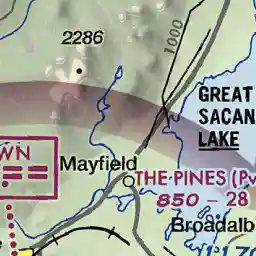 2286
1000
GREAT
SACAN
LAKE
WN
Mayfield
THE PINES (Pv
850 - 28
Broadalb